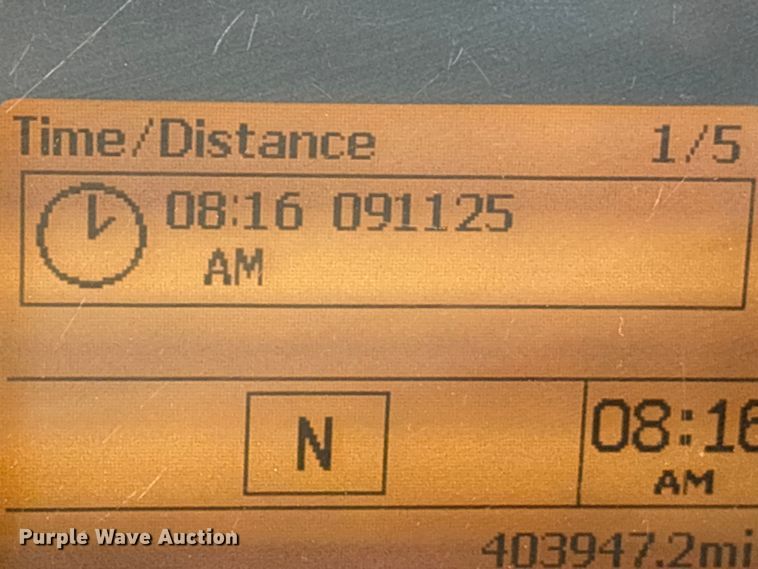 Time/Distance 1/5
08:16 091125
AM
N 08:16
AM
403947.2mi
Purple Wave Auction